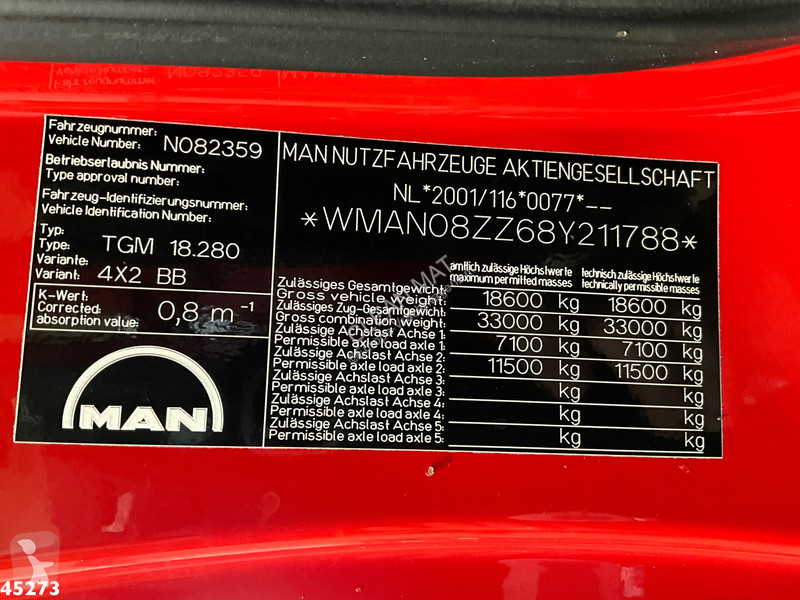 Fahrzeugnummer:
Vehicle Number: N082359
Betriebserlaubnis Nummer:
Type approval number:
Fahrzeug-Identifizierungsnummer:
Vehicle Identification Number:
Typ:
Type: TGM 18.280
Variante:
Variant: 4X2 BB
K-Wert:
Corrected: 0,8 m⁻¹
absorption value:
MAN
MAN NUTZFAHRZEUGE AKTIENGESELLSCHAFT
NL*2001/116*0077*--
*WMAN08ZZ68Y211788*
amtlich zulässige Höchstwerte technisch zulässige Höchstwerte
maximum permitted masses technically permissible masses
Zulässiges Gesamtgewicht:
Gross vehicle weight: 18600 kg 18600 kg
Zulässiges Zug-Gesamtgewicht:
Gross combination weight: 33000 kg 33000 kg
Zulässige Achslast Achse 1:
Permissible axle load axle 1: 7100 kg 7100 kg
Zulässige Achslast Achse 2:
Permissible axle load axle 2: 11500 kg 11500 kg
Zulässige Achslast Achse 3:
Permissible axle load axle 3: kg kg
Zulässige Achslast Achse 4:
Permissible axle load axle 4: kg kg
Zulässige Achslast Achse 5:
Permissible axle load axle 5: kg kg
45273